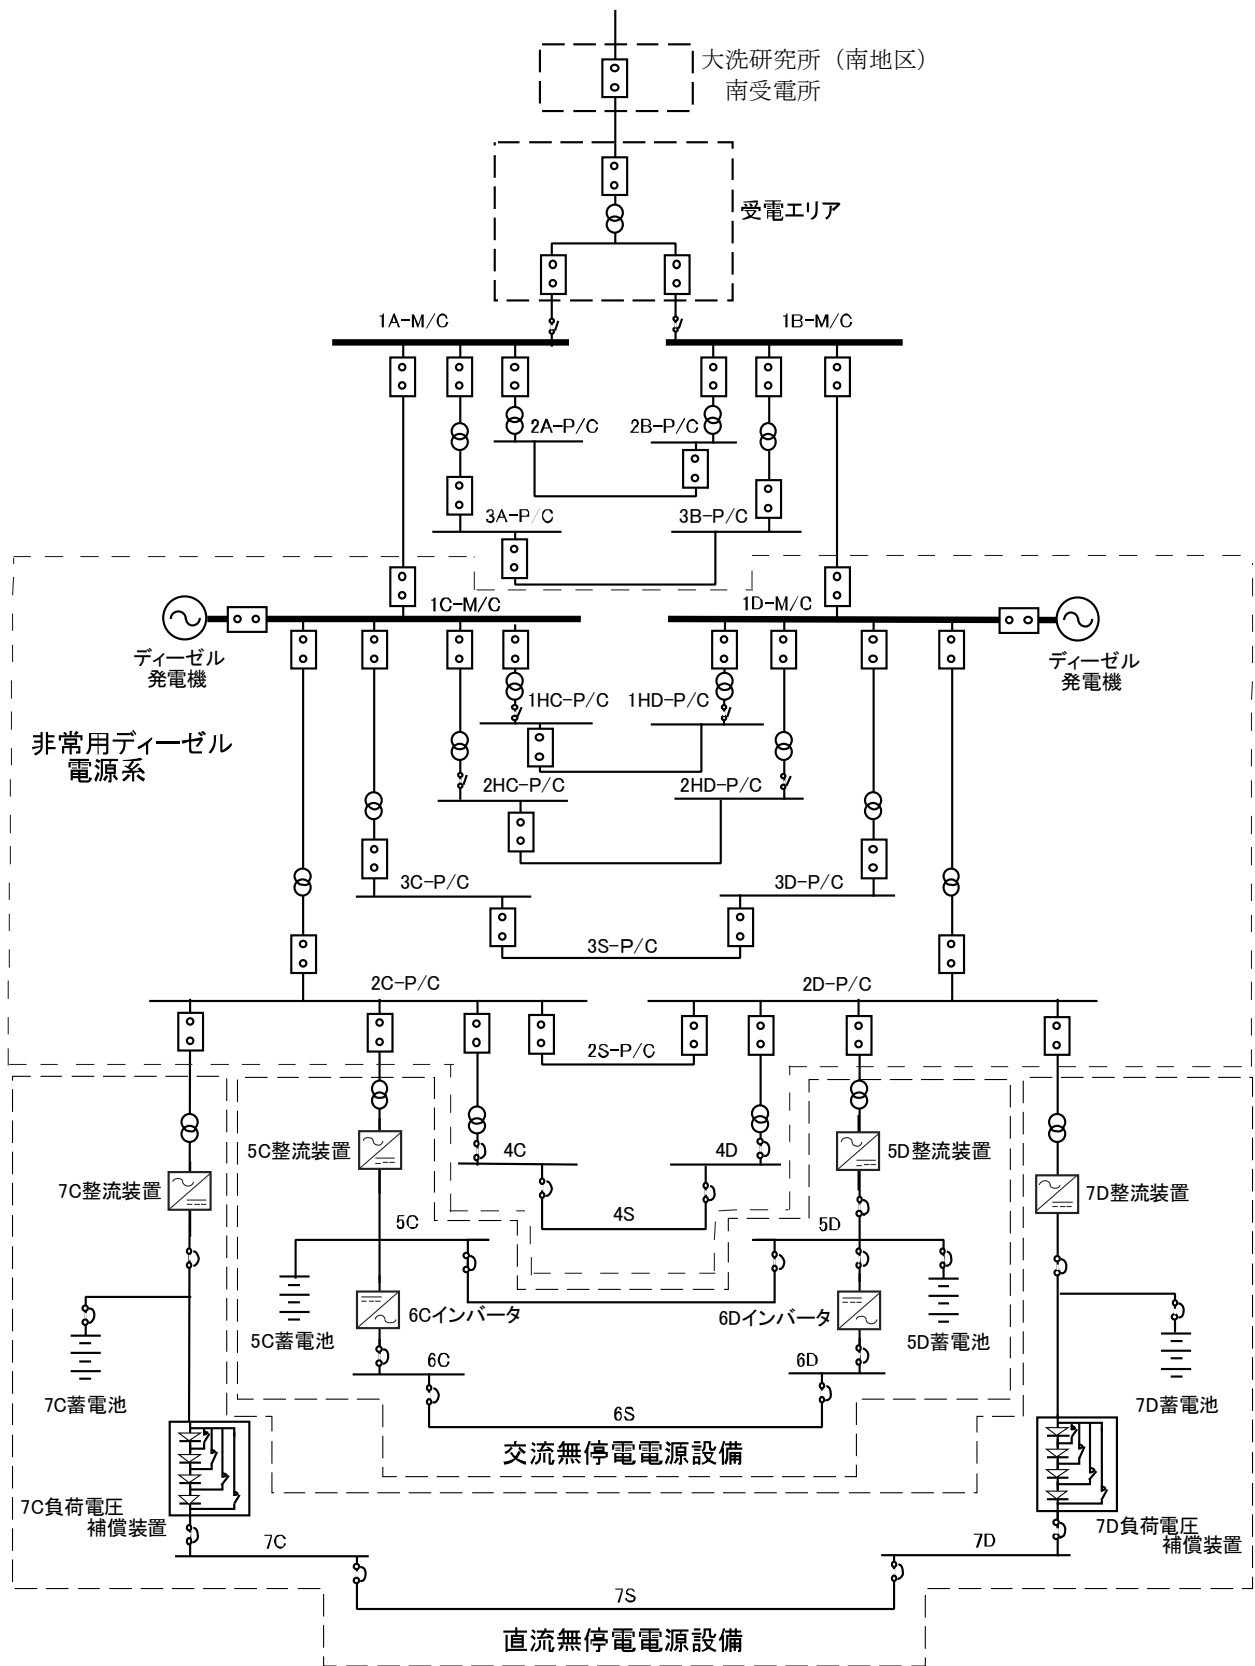 大洗研究所（南地区）
南受電所
受電エリア
1A-M/C
1B-M/C
2A-P/C
2B-P/C
3A-P/C
3B-P/C
1C-M/C
1D-M/C
ディーゼル
発電機
ディーゼル
発電機
1HC-P/C
1HD-P/C
非常用ディーゼル
電源系
2HC-P/C
2HD-P/C
3C-P/C
3D-P/C
3S-P/C
2C-P/C
2D-P/C
2S-P/C
5C整流装置
4C
4D
5D整流装置
7C整流装置
7D整流装置
4S
5C
5D
6Cインバータ
6Dインバータ
5C蓄電池
5D蓄電池
6C
6D
7C蓄電池
7D蓄電池
6S
交流無停電電源設備
7C負荷電圧
補償装置
7D負荷電圧
補償装置
7C
7D
7S
直流無停電電源設備